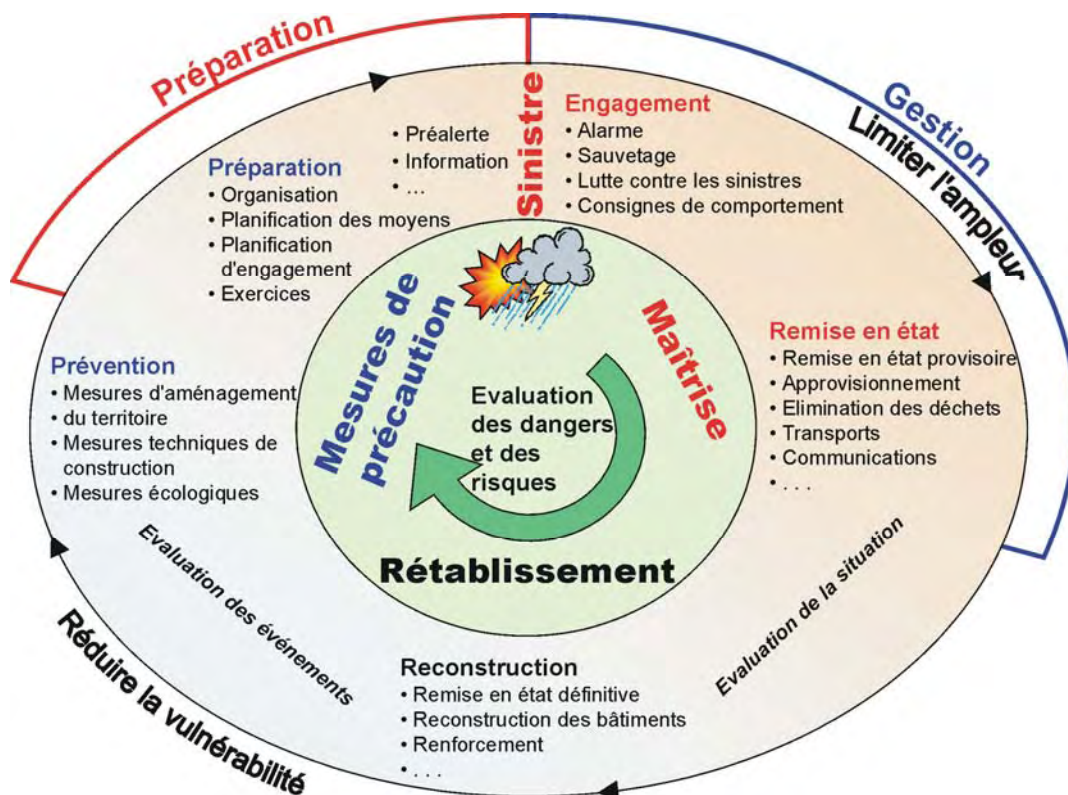 Préparation
Gestion
Limiter l'ampleur
Sinistre
• Préalerte
• Information
• ...
Préparation
• Organisation
• Planification des moyens
• Planification
d'engagement
• Exercices
Engagement
• Alarme
• Sauvetage
• Lutte contre les sinistres
• Consignes de comportement
Prévention
• Mesures d'aménagement
• du territoire
• Mesures techniques de
construction
• Mesures écologiques
Mesures de
précaution
Maîtrise
Evaluation
des dangers
et des
risques
Rétablissement
Remise en état
• Remise en état provisoire
• Approvisionnement
• Elimination des déchets
• Transports
• Communications
• . . .
Evaluation de la situation
Evaluation des événements
Réduire la vulnérabilité
Reconstruction
• Remise en état définitive
• Reconstruction des bâtiments
• Renforcement
• . . .